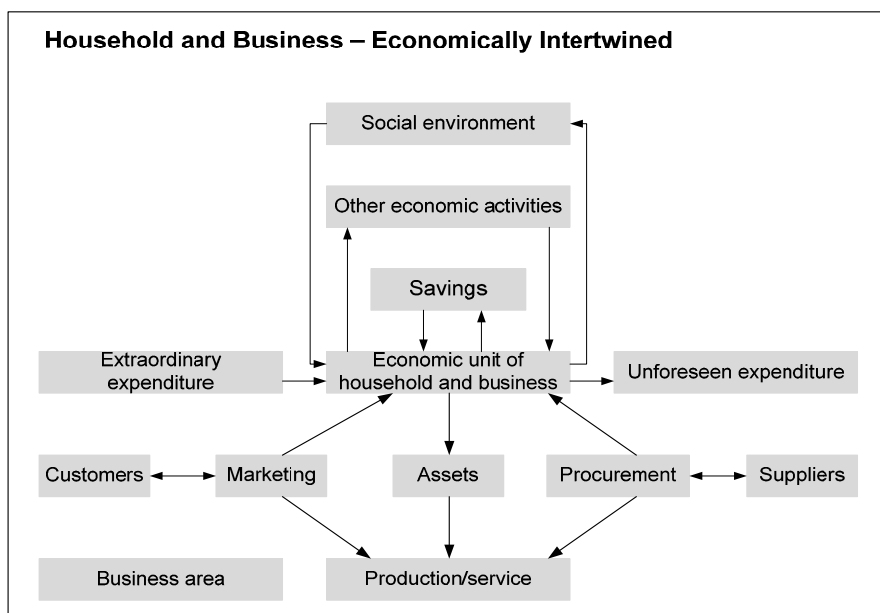 Household and Business – Economically Intertwined
Social environment
Other economic activities
Savings
Extraordinary
expenditure
Economic unit of
household and business
Unforeseen expenditure
Customers
Marketing
Assets
Procurement
Suppliers
Business area
Production/service